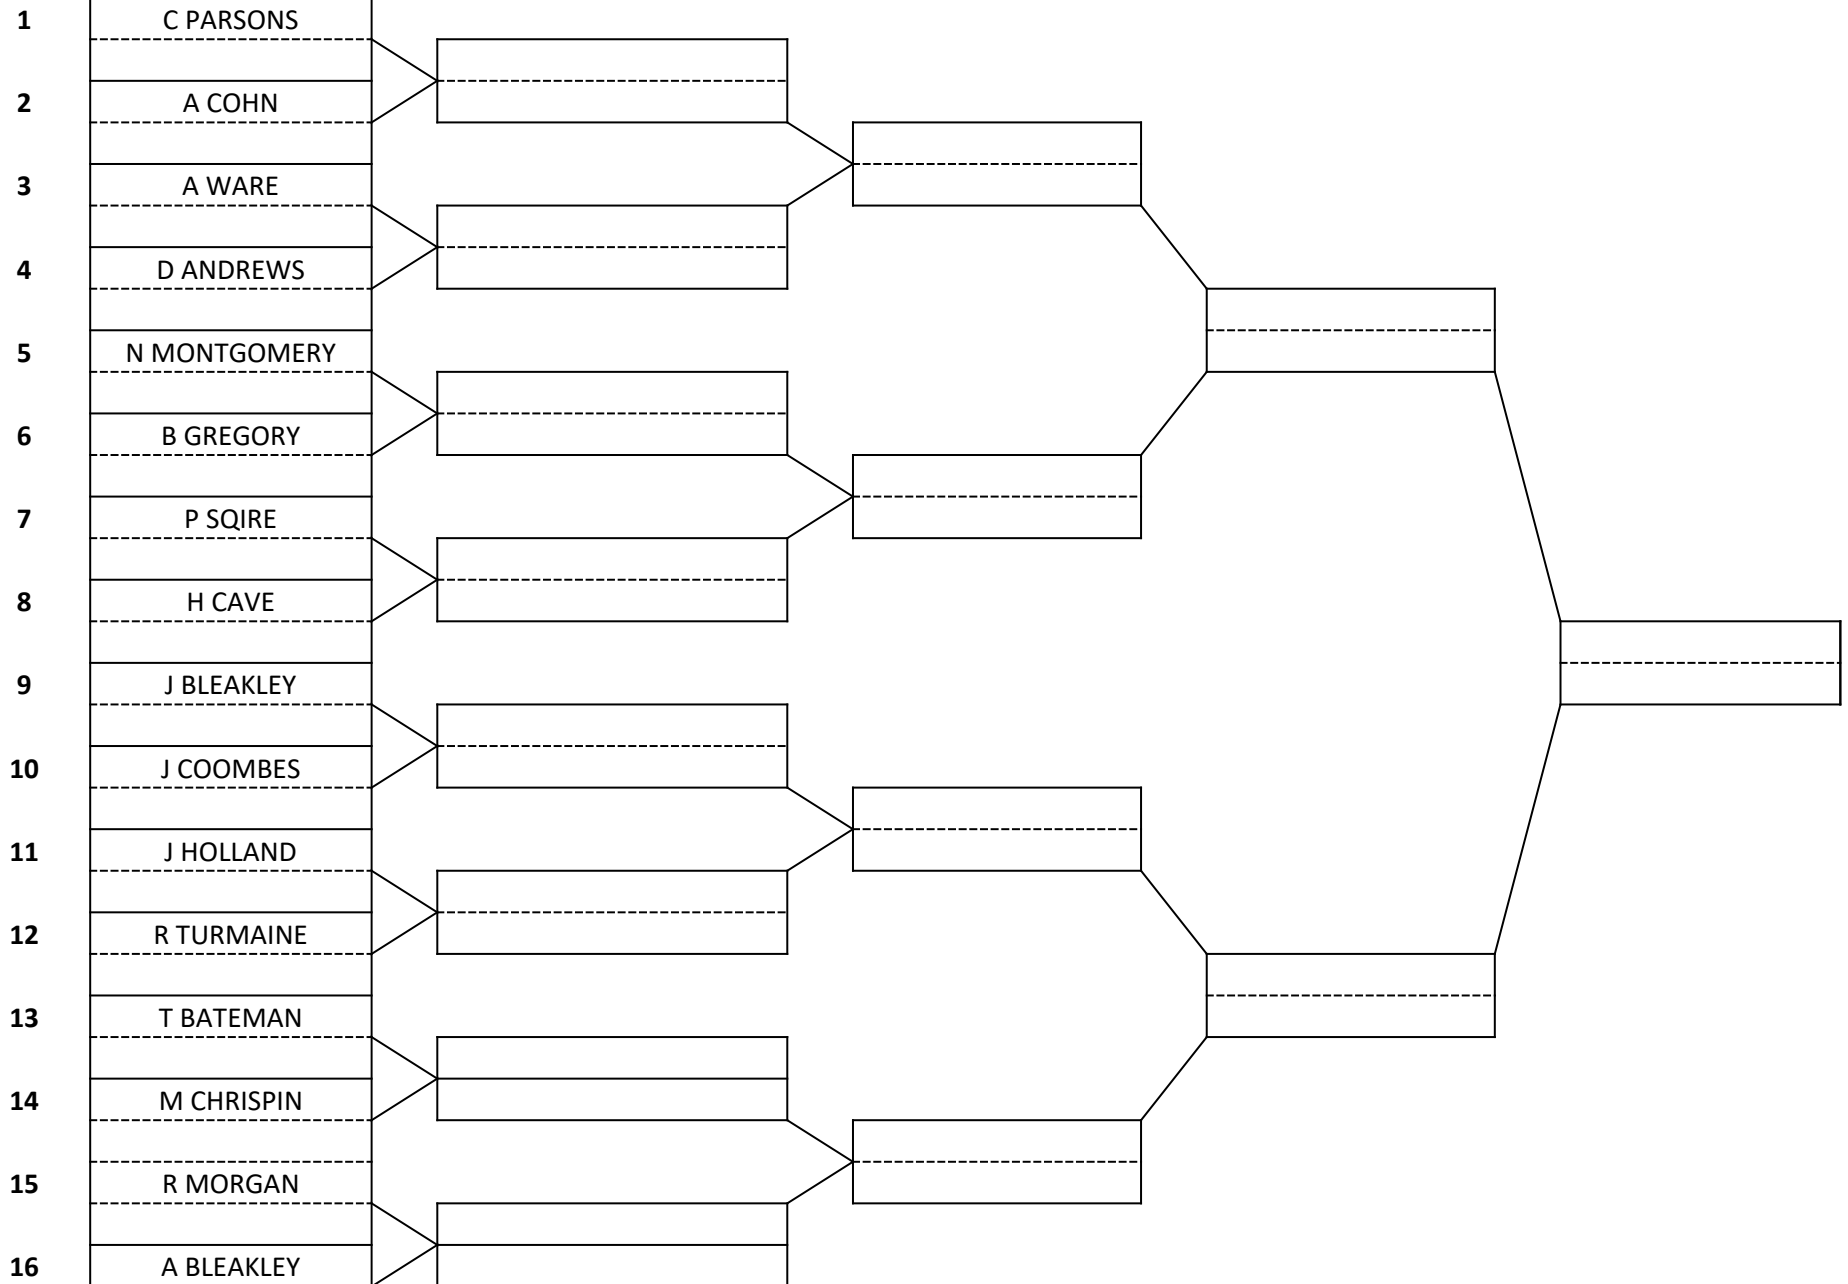 1 C PARSONS
2 A COHN
3 A WARE
4 D ANDREWS
5 N MONTGOMERY
6 B GREGORY
7 P SQIRE
8 H CAVE
9 J BLEAKLEY
10 J COOMBES
11 J HOLLAND
12 R TURMAINE
13 T BATEMAN
14 M CHRISPIN
15 R MORGAN
16 A BLEAKLEY